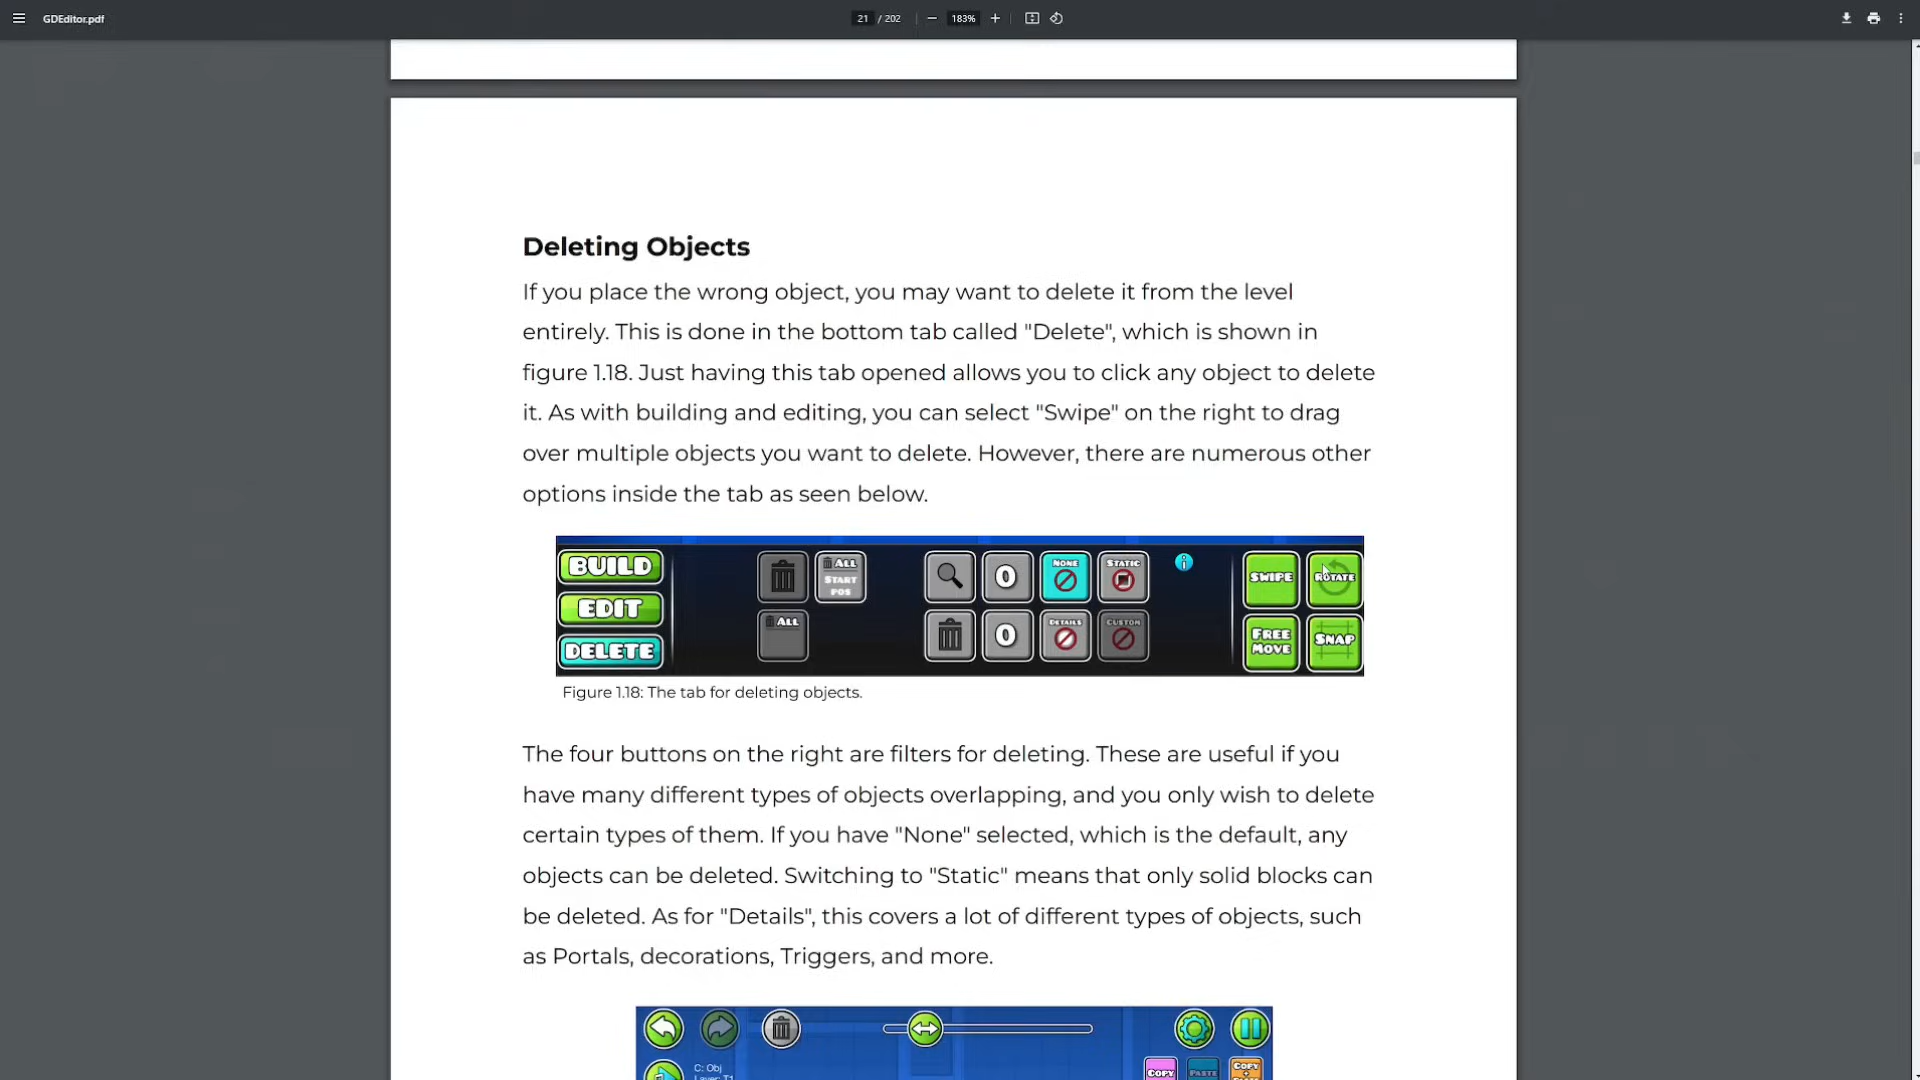 GDEditor.pdf
21 / 202
183%
Deleting Objects
If you place the wrong object, you may want to delete it from the level
entirely. This is done in the bottom tab called "Delete", which is shown in
figure 1.18. Just having this tab opened allows you to click any object to delete
it. As with building and editing, you can select "Swipe" on the right to drag
over multiple objects you want to delete. However, there are numerous other
options inside the tab as seen below.
BUILD
EDIT
DELETE
ALL
START
POS
ALL
0
NONE
STATIC
0
DETAILS
CUSTOM
SWIPE
ROTATE
FREE
MOVE
SNAP
Figure 1.18: The tab for deleting objects.
The four buttons on the right are filters for deleting. These are useful if you
have many different types of objects overlapping, and you only wish to delete
certain types of them. If you have "None" selected, which is the default, any
objects can be deleted. Switching to "Static" means that only solid blocks can
be deleted. As for "Details", this covers a lot of different types of objects, such
as Portals, decorations, Triggers, and more.
C: Obj
COPY
PASTE
COPY